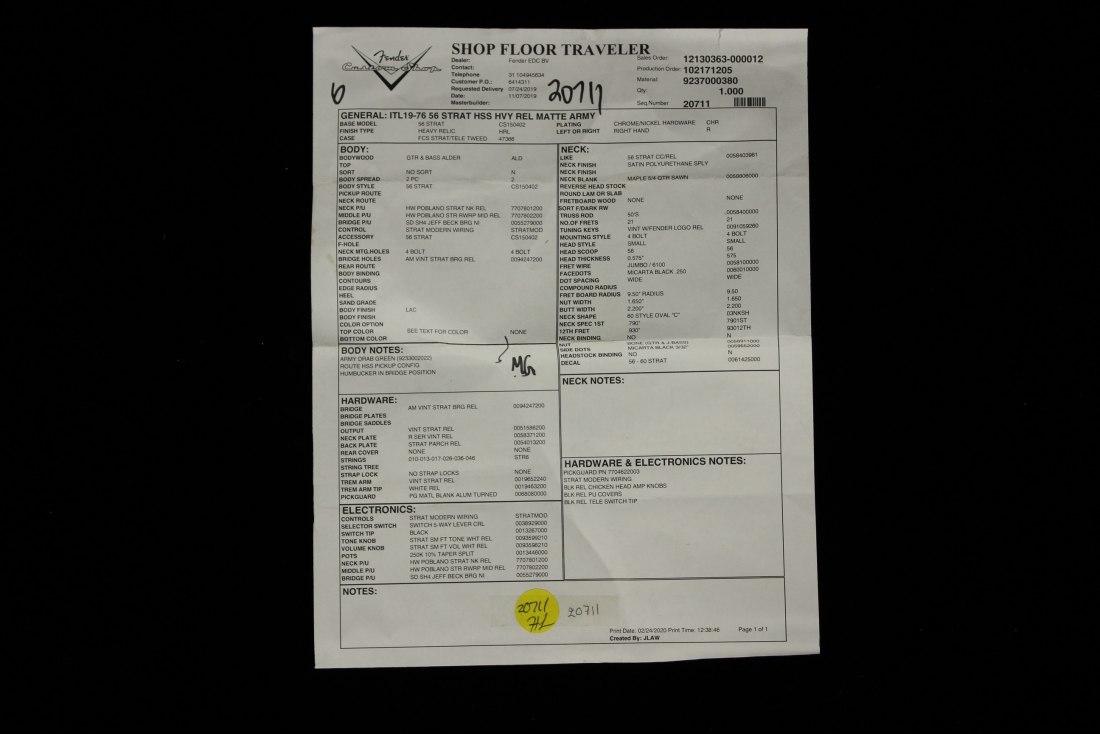 Fender
Custom Shop
SHOP FLOOR TRAVELER
Dealer: Fender EDC BV
Contact:
Telephone 31 104945634
Customer P.O.: 6414311
Requested Delivery 07/24/2019
Date: 11/07/2019
Masterbuilder:
6
20711
Sales Order: 12130363-000012
Production Order: 102171205
Material: 9237000380
Qty: 1.000
Seq.Number 20711
GENERAL: ITL19-76 56 STRAT HSS HVY REL MATTE ARMY
BASE MODEL 56 STRAT CS150402 PLATING CHROME/NICKEL HARDWARE CHR
FINISH TYPE HEAVY RELIC HRL LEFT OR RIGHT RIGHT HAND R
CASE FCS STRAT/TELE TWEED 47386
BODY:
BODYWOOD GTR & BASS ALDER ALD
TOP
SORT NO SORT N
BODY SPREAD 2 PC 2
BODY STYLE 56 STRAT CS150402
PICKUP ROUTE
NECK ROUTE
NECK P/U HW POBLANO STRAT NK REL 7707801200
MIDDLE P/U HW POBLANO STR RWRP MID REL 7707802200
BRIDGE P/U SD SH4 JEFF BECK BRG NI 0055279000
CONTROL STRAT MODERN WIRING STRATMOD
ACCESSORY 56 STRAT CS150402
F-HOLE
NECK MTG.HOLES 4 BOLT 4 BOLT
BRIDGE HOLES AM VINT STRAT BRG REL 0094247200
REAR ROUTE
BODY BINDING
CONTOURS
EDGE RADIUS
HEEL
SAND GRADE
BODY FINISH LAC
BODY FINISH
COLOR OPTION
TOP COLOR SEE TEXT FOR COLOR NONE
BOTTOM COLOR
BODY NOTES:
ARMY DRAB GREEN (9233002022)
ROUTE HSS PICKUP CONFIG
HUMBUCKER IN BRIDGE POSITION
HARDWARE:
BRIDGE AM VINT STRAT BRG REL 0094247200
BRIDGE PLATES
BRIDGE SADDLES
OUTPUT VINT STRAT REL 0051586200
NECK PLATE R SER VINT REL 0058371200
BACK PLATE STRAT PARCH REL 0054013200
REAR COVER NONE NONE
STRINGS 010-013-017-026-036-046 STR6
STRING TREE
STRAP LOCK NO STRAP LOCKS NONE
TREM ARM VINT STRAT REL 0019652240
TREM ARM TIP WHITE REL 0019463200
PICKGUARD PG MATL BLANK ALUM TURNED 0068080000
ELECTRONICS:
CONTROLS STRAT MODERN WIRING STRATMOD
SELECTOR SWITCH SWITCH 5-WAY LEVER CRL 0038929000
SWITCH TIP BLACK 0013267000
TONE KNOB STRAT SM FT TONE WHT REL 0093599210
VOLUME KNOB STRAT SM FT VOL WHT REL 0093598210
POTS 250K 10% TAPER SPLIT 0013446000
NECK P/U HW POBLANO STRAT NK REL 7707801200
MIDDLE P/U HW POBLANO STR RWRP MID REL 7707802200
BRIDGE P/U SD SH4 JEFF BECK BRG NI 0055279000
NECK:
LIKE 56 STRAT CC/REL 0058403981
NECK FINISH SATIN POLYURETHANE SPLY
NECK FINISH
NECK BLANK MAPLE 5/4 QTR SAWN 0050006000
REVERSE HEAD STOCK
ROUND LAM OR SLAB
FRETBOARD WOOD NONE NONE
SORT F/DARK RW
TRUSS ROD 50'S 0058400000
NO.OF FRETS 21 21
TUNING KEYS VINT W/FENDER LOGO REL 0091059280
MOUNTING STYLE 4 BOLT 4 BOLT
HEAD STYLE SMALL SMALL
HEAD SCOOP 56 56
HEAD THICKNESS 0.575" 575
FRET WIRE JUMBO / 6100 0058100000
FACEDOTS MICARTA BLACK .250 0060010000
DOT SPACING WIDE WIDE
COMPOUND RADIUS
FRET BOARD RADIUS 9.50" RADIUS 9.50
NUT WIDTH 1.650" 1.650
BUTT WIDTH 2.200" 2.200
NECK SHAPE 60 STYLE OVAL "C" 03NKSH
NECK SPEC 1ST .790" 7901ST
12TH FRET .930" 93012TH
NECK BINDING NO N
NUT BONE (GTR & J.BASS)
SIDE DOTS MICARTA BLACK 3/32"
HEADSTOCK BINDING NO N
DECAL 56 - 60 STRAT 0061425000
NECK NOTES:
HARDWARE & ELECTRONICS NOTES:
PICKGUARD PN 7704622003
STRAT MODERN WIRING
BLK REL CHICKEN HEAD AMP KNOBS
BLK REL PU COVERS
BLK REL TELE SWITCH TIP
NOTES:
20711
20711
Print Date: 02/24/2020 Print Time: 12:38:46 Page 1 of 1
Created By: JLAW